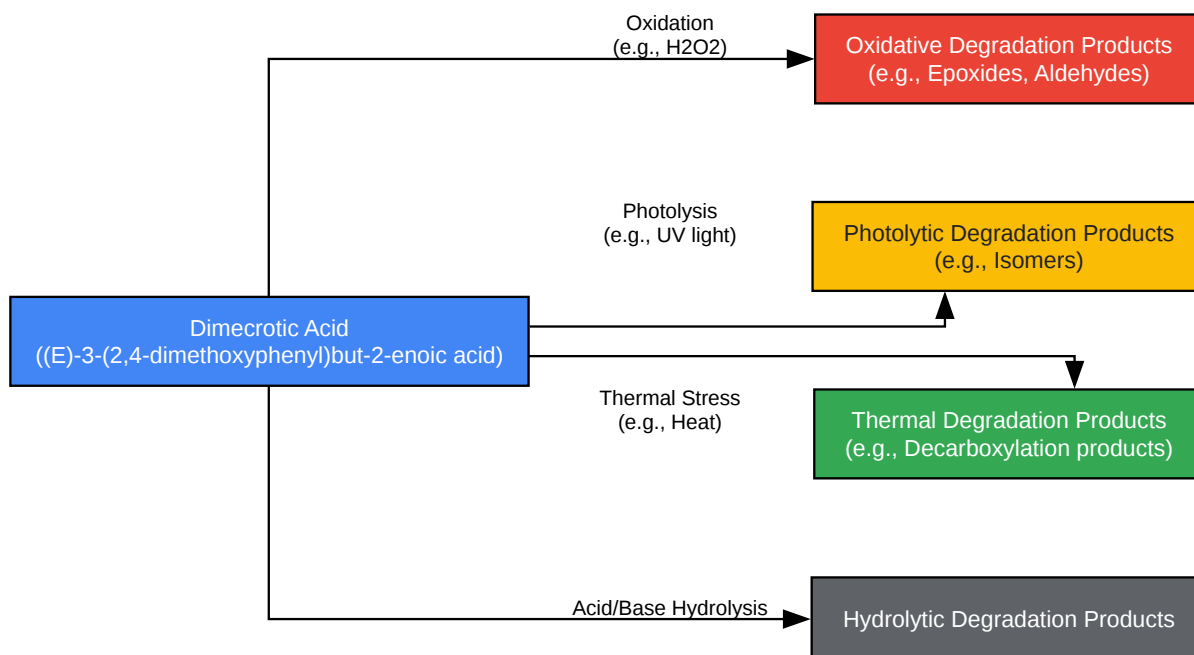 Oxidation
(e.g., H2O2)
Oxidative Degradation Products
(e.g., Epoxides, Aldehydes)
Photolysis
(e.g., UV light)
Photolytic Degradation Products
(e.g., Isomers)
Dimecrotic Acid
((E)-3-(2,4-dimethoxyphenyl)but-2-enoic acid)
Thermal Stress
(e.g., Heat)
Thermal Degradation Products
(e.g., Decarboxylation products)
Acid/Base Hydrolysis
Hydrolytic Degradation Products